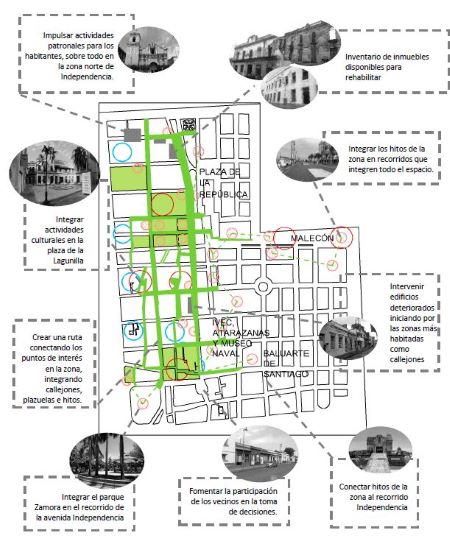 Impulsar actividades
patronales para los
habitantes, sobre todo en
la zona norte de
Independencia.
Inventario de inmuebles
disponibles para
rehabilitar
Integrar los hitos de la
zona en recorridos que
integren todo el espacio.
PLAZA DE
LA
REPÚBLICA
MALECÓN
Integrar
actividades
culturales en la
plaza de la
Lagunilla
Intervenir
edificios
deteriorados
iniciando por
las zonas más
habitadas
como
callejones
IVEC,
ATARAZANAS
Y MUSEO
NAVAL
BALUARTE
DE
SANTIAGO
Crear una ruta
conectando los
puntos de interés
en la zona,
integrando
callejones,
plazuelas e hitos.
Integrar el parque
Zamora en el recorrido de
la avenida Independencia
Fomentar la participación
de los vecinos en la toma
de decisiones.
Conectar hitos de la
zona al recorrido
Independencia